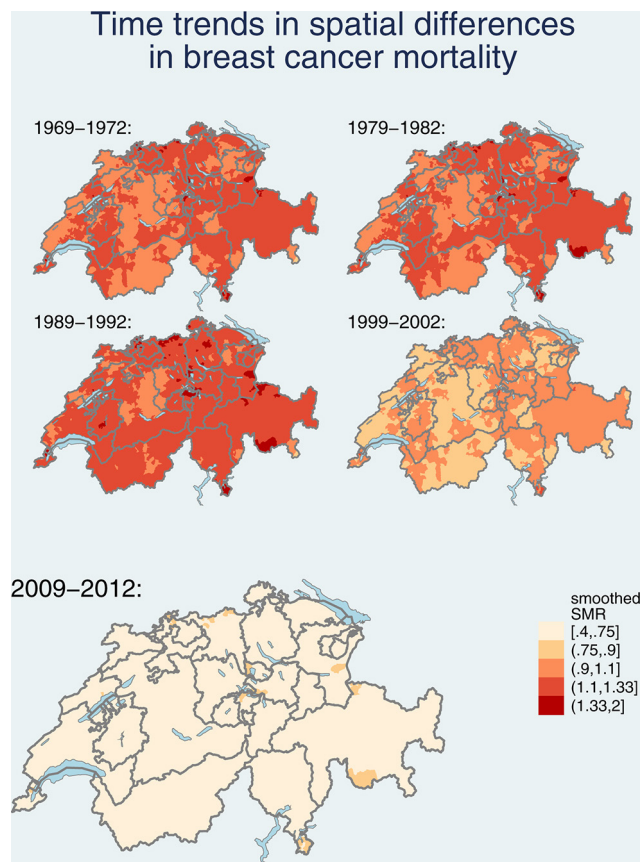 Time trends in spatial differences
in breast cancer mortality
1969–1972:
1979–1982:
1989–1992:
1999–2002:
2009–2012:
smoothed
SMR
[.4,.75]
(.75,.9]
(.9,1.1]
(1.1,1.33]
(1.33,2]